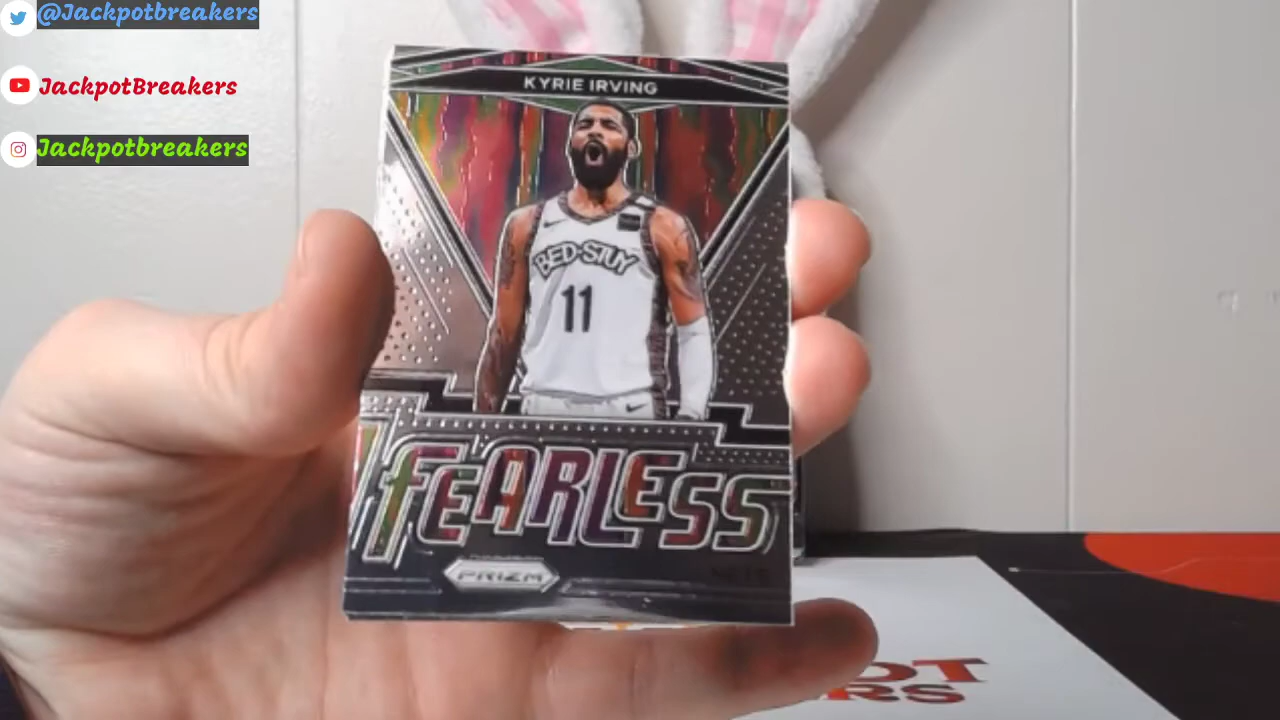 @Jackpotbreakers
JackpotBreakers
Jackpotbreakers
KYRIE IRVING
BED-STUY
11
FEARLESS
PRIZM